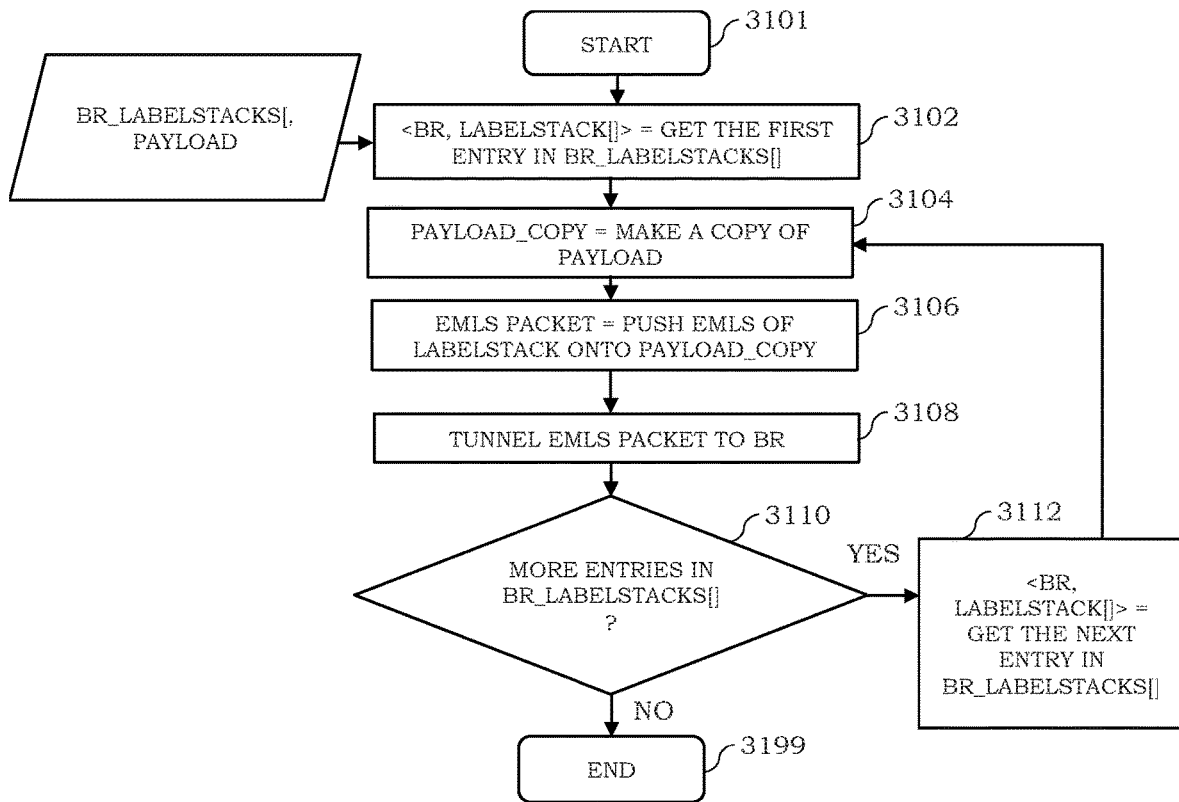 3101
START
BR_LABELSTACKS[,
PAYLOAD
3102
<BR, LABELSTACK[]> = GET THE FIRST
ENTRY IN BR_LABELSTACKS[]
3104
PAYLOAD_COPY = MAKE A COPY OF
PAYLOAD
3106
EMLS PACKET = PUSH EMLS OF
LABELSTACK ONTO PAYLOAD_COPY
3108
TUNNEL EMLS PACKET TO BR
3110
MORE ENTRIES IN
BR_LABELSTACKS[]
?
YES
3112
<BR,
LABELSTACK[]> =
GET THE NEXT
ENTRY IN
BR_LABELSTACKS[]
NO
3199
END